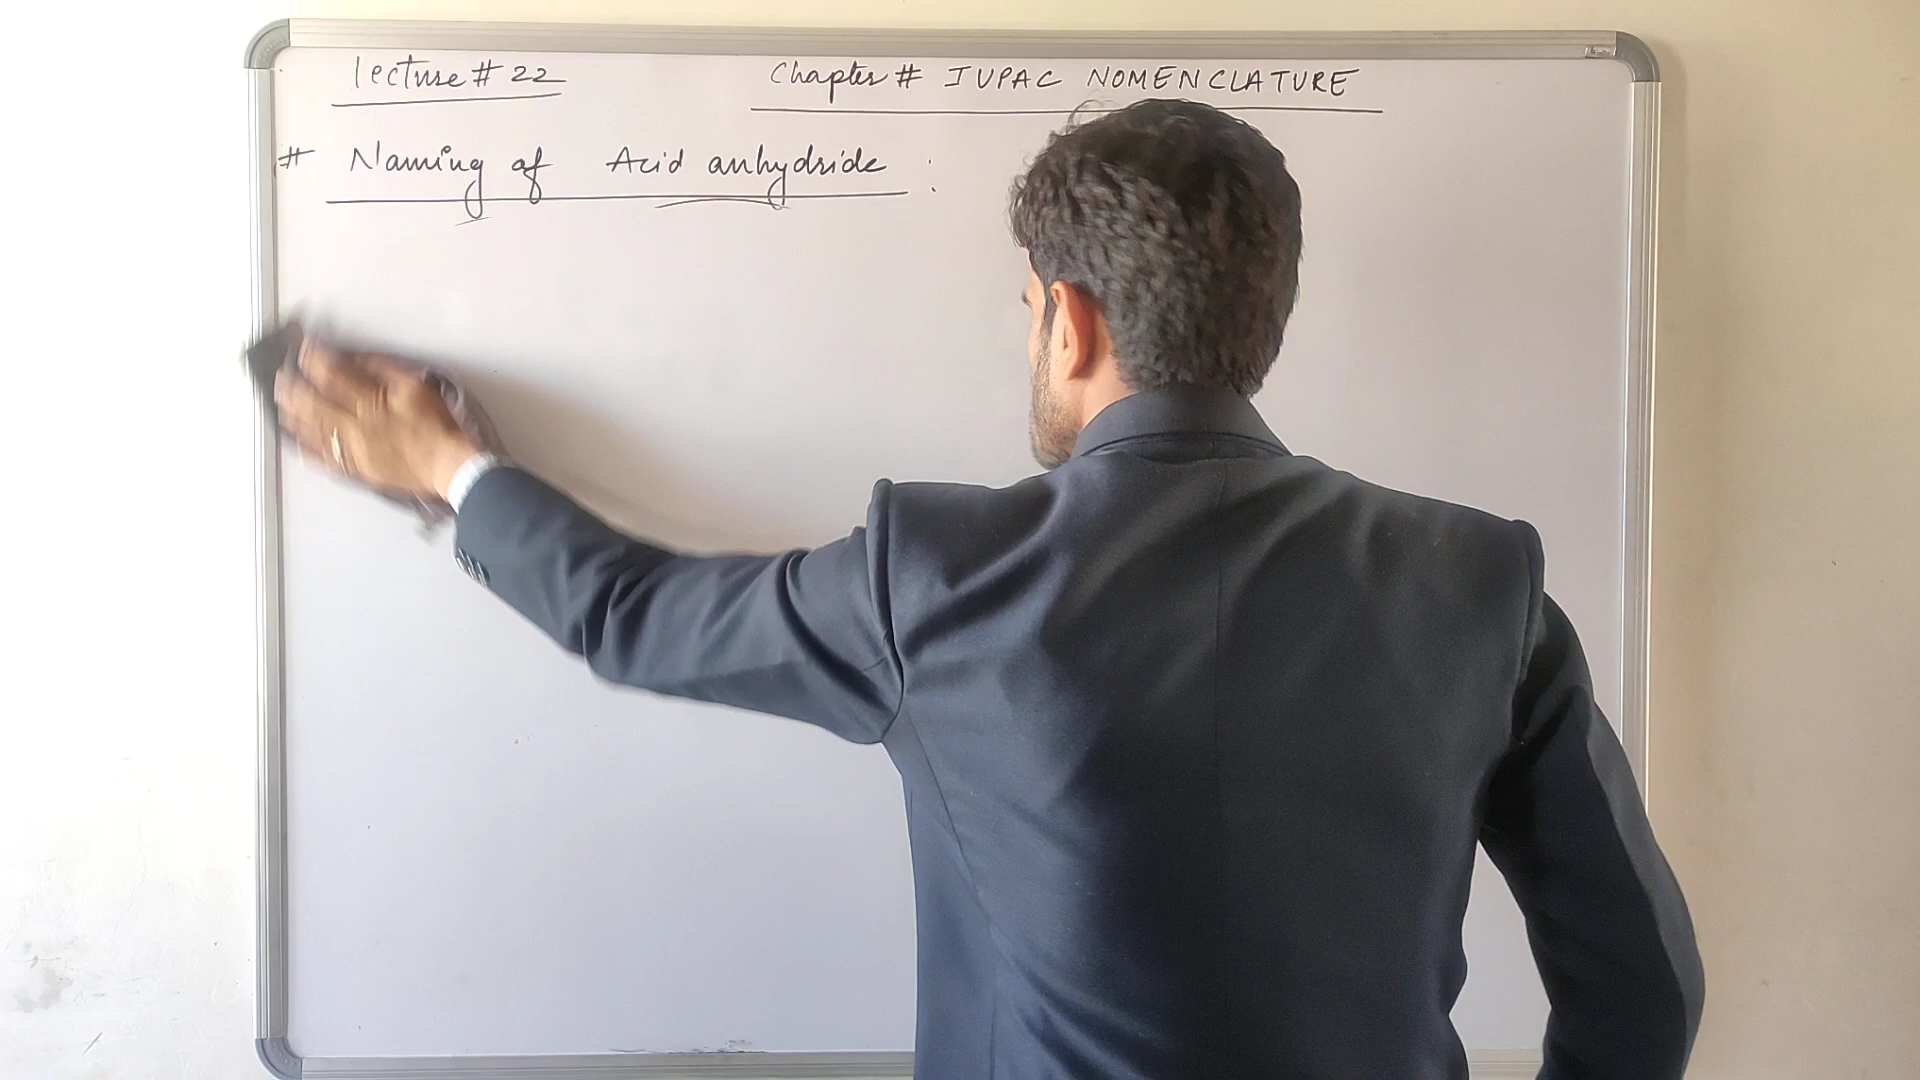 Lecture # 22
Chapter # IUPAC NOMENCLATURE
# Naming of Acid anhydride :